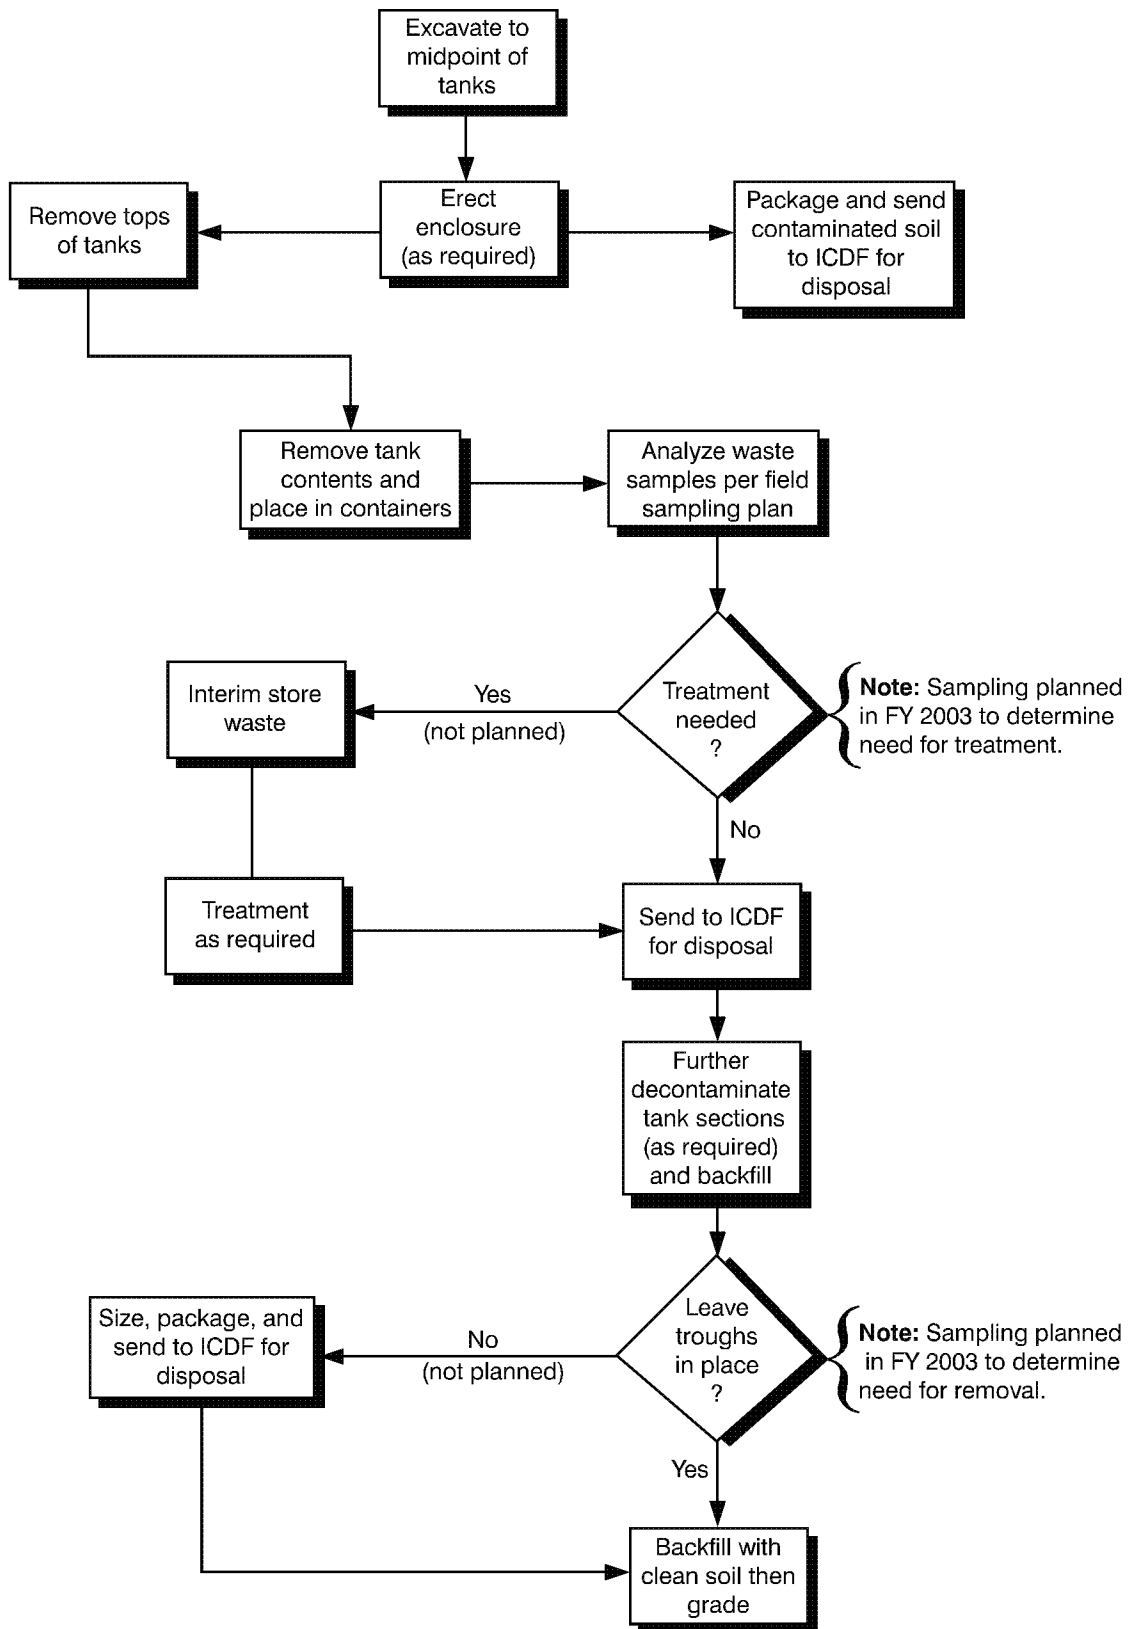 Excavate to
midpoint of
tanks
Remove tops
of tanks
Erect
enclosure
(as required)
Package and send
contaminated soil
to ICDF for
disposal
Remove tank
contents and
place in containers
Analyze waste
samples per field
sampling plan
Interim store
waste
Yes
(not planned)
Treatment
needed
?
Note: Sampling planned
in FY 2003 to determine
need for treatment.
No
Treatment
as required
Send to ICDF
for disposal
Further
decontaminate
tank sections
(as required)
and backfill
Size, package, and
send to ICDF for
disposal
No
(not planned)
Leave
troughs
in place
?
Note: Sampling planned
in FY 2003 to determine
need for removal.
Yes
Backfill with
clean soil then
grade